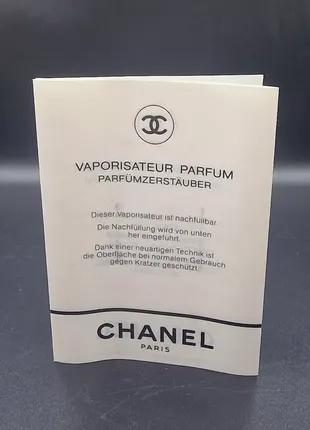 VAPORISATEUR PARFUM
PARFÜMZERSTÄUBER
Dieser Vaporisateur ist nachfüllbar
Die Nachfüllung wird von unten
her eingeführt.
Dank einer neuartigen Technik ist
die Oberfläche bei normalem Gebrauch
gegen Kratzer geschützt.
CHANEL
PARIS